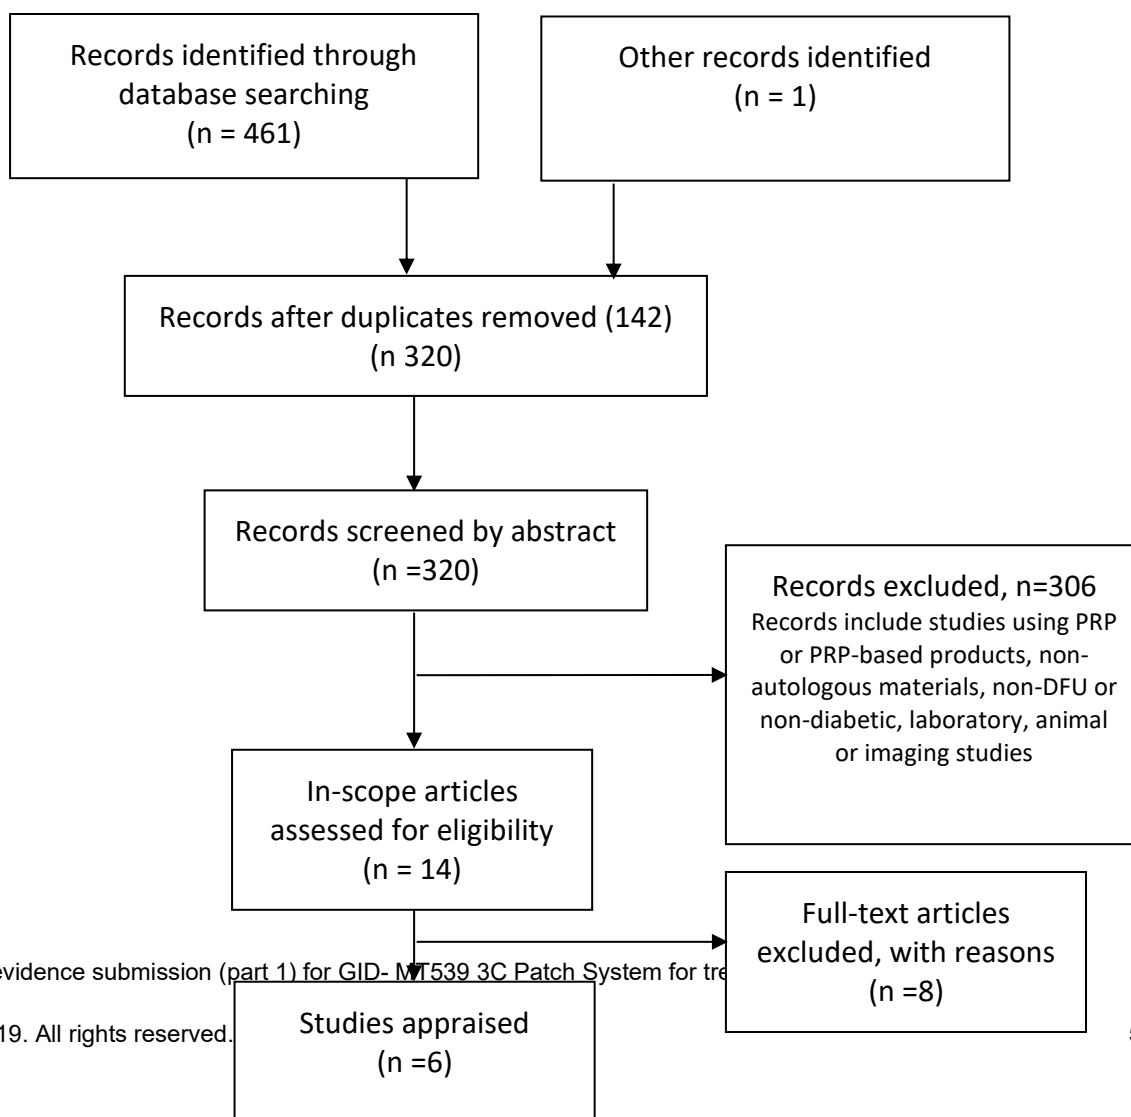 Records identified through
database searching
(n = 461)
Other records identified
(n = 1)
Records after duplicates removed (142)
(n 320)
Records screened by abstract
(n =320)
Records excluded, n=306
Records include studies using PRP
or PRP-based products, non-
autologous materials, non-DFU or
non-diabetic, laboratory, animal
or imaging studies
In-scope articles
assessed for eligibility
(n = 14)
Full-text articles
excluded, with reasons
(n =8)
evidence submission (part 1) for GID- MT539 3C Patch System for
19. All rights reserved.
Studies appraised
(n =6)